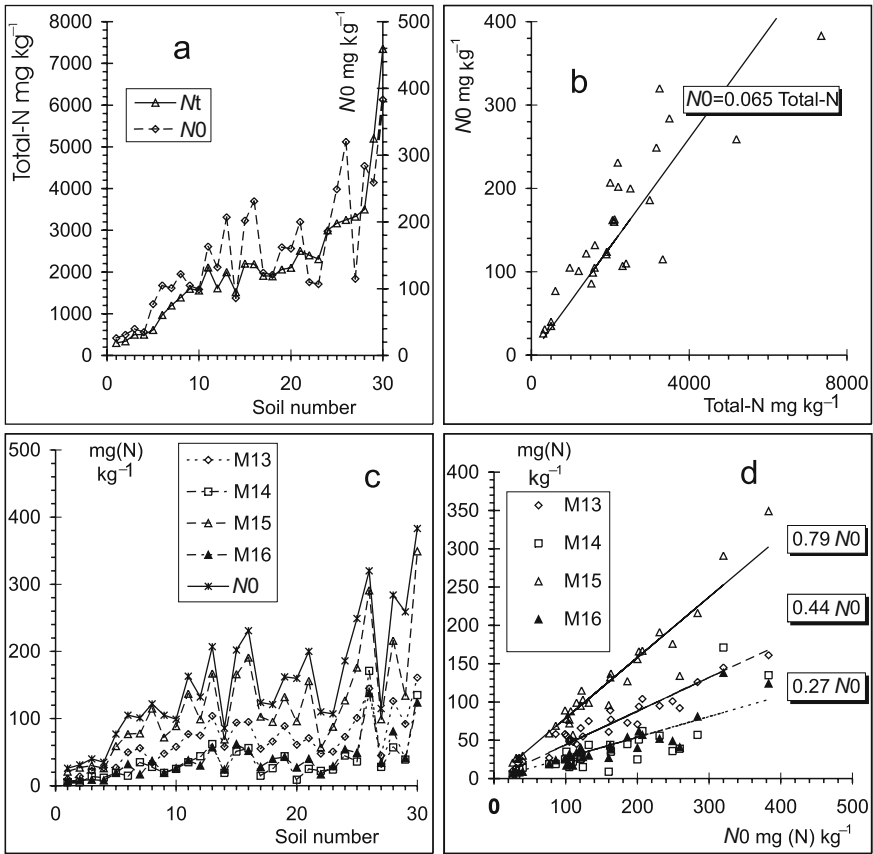 a
Total-N mg kg⁻¹
N0 mg kg⁻¹
8000
7000
6000
5000
4000
3000
2000
1000
0
500
400
300
200
100
0
Nt
N0
0
10
20
30
Soil number
b
N0 mg kg⁻¹
400
300
200
100
0
N0=0.065 Total-N
0
4000
8000
Total-N mg kg⁻¹
c
mg(N)
kg⁻¹
500
400
300
200
100
0
M13
M14
M15
M16
N0
0
10
20
30
Soil number
d
mg(N)
kg⁻¹
400
350
300
250
200
150
100
50
0
M13
M14
M15
M16
0.79 N0
0.44 N0
0.27 N0
0
100
200
300
400
500
N0 mg (N) kg⁻¹